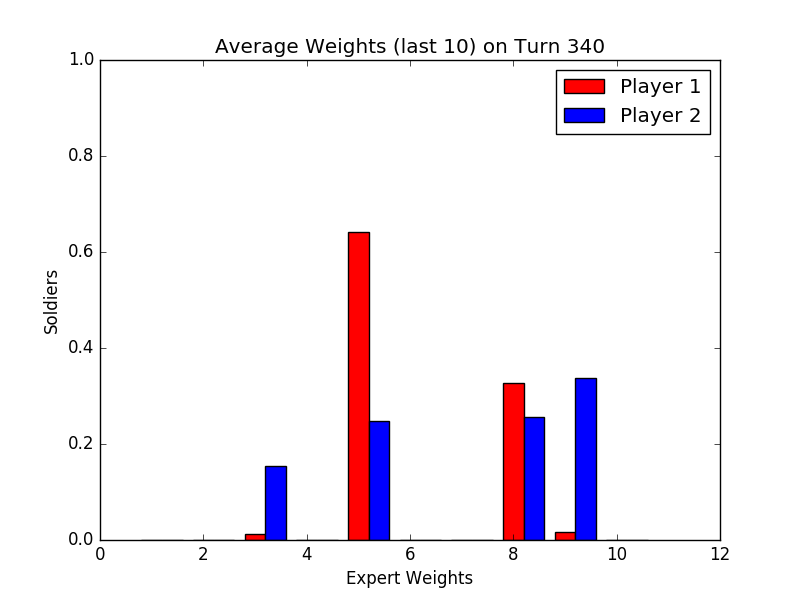 Average Weights (last 10) on Turn 340
Player 1
Player 2
1.0
0.8
0.6
0.4
0.2
0.0
Soldiers
0 2 4 6 8 10 12
Expert Weights